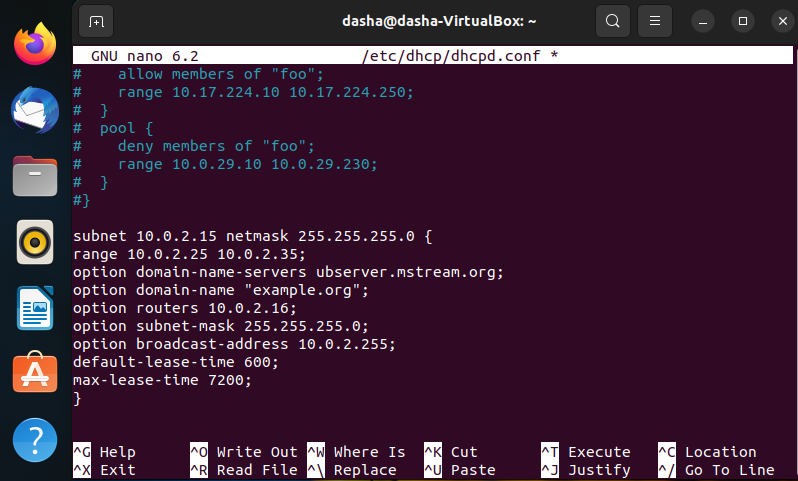 dasha@dasha-VirtualBox: ~
GNU nano 6.2 /etc/dhcp/dhcpd.conf *
#    allow members of "foo";
#    range 10.17.224.10 10.17.224.250;
#  }
#  pool {
#    deny members of "foo";
#    range 10.0.29.10 10.0.29.230;
#  }
#}
subnet 10.0.2.15 netmask 255.255.255.0 {
range 10.0.2.25 10.0.2.35;
option domain-name-servers ubserver.mstream.org;
option domain-name "example.org";
option routers 10.0.2.16;
option subnet-mask 255.255.255.0;
option broadcast-address 10.0.2.255;
default-lease-time 600;
max-lease-time 7200;
}
^G Help ^O Write Out ^W Where Is ^K Cut ^T Execute ^C Location
^X Exit ^R Read File ^\ Replace ^U Paste ^J Justify ^/ Go To Line